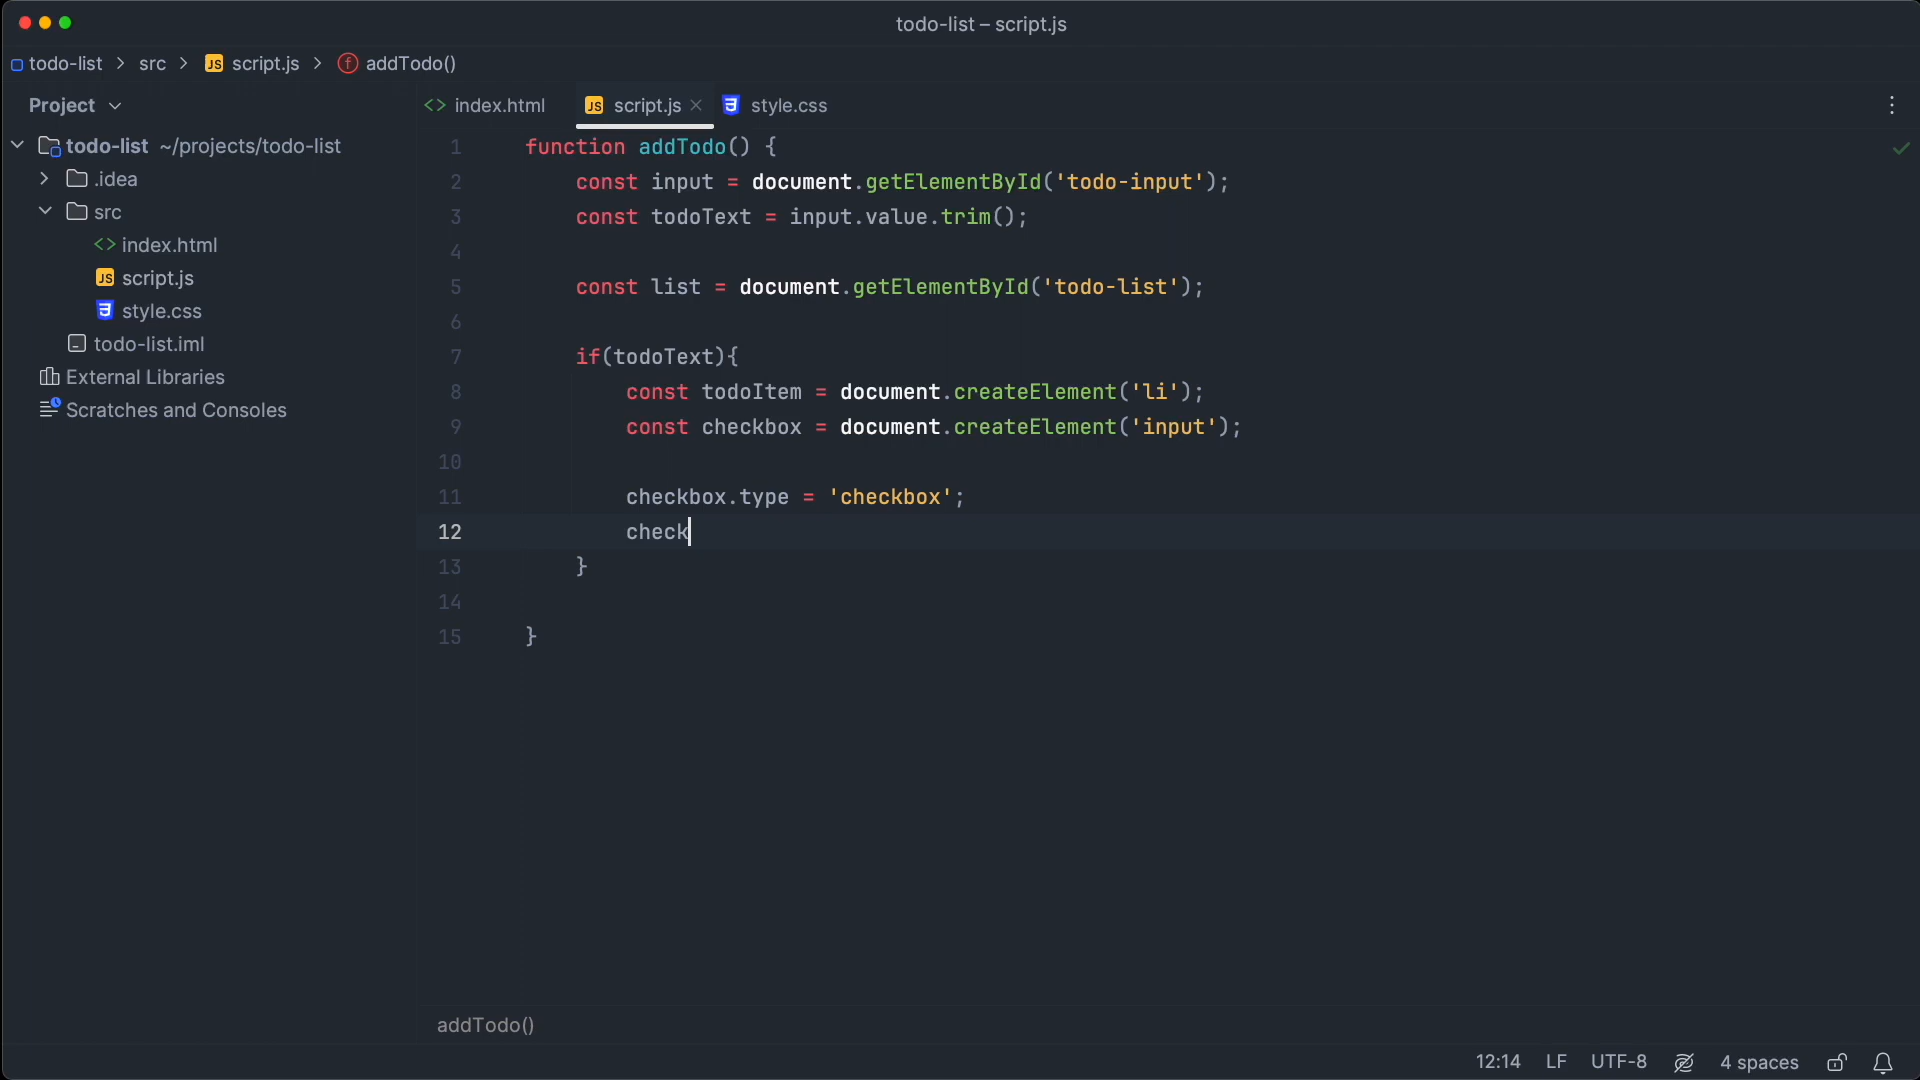 todo-list – script.js
todo-list > src > JS script.js > f addTodo()
Project
index.html
JS script.js
style.css
todo-list ~/projects/todo-list
.idea
src
<> index.html
JS script.js
style.css
todo-list.iml
External Libraries
Scratches and Consoles
1 function addTodo() {
2     const input = document.getElementById('todo-input');
3     const todoText = input.value.trim();
4
5     const list = document.getElementById('todo-list');
6
7     if(todoText){
8         const todoItem = document.createElement('li');
9         const checkbox = document.createElement('input');
10
11         checkbox.type = 'checkbox';
12         check
13     }
14
15 }
addTodo()
12:14 LF UTF-8 4 spaces